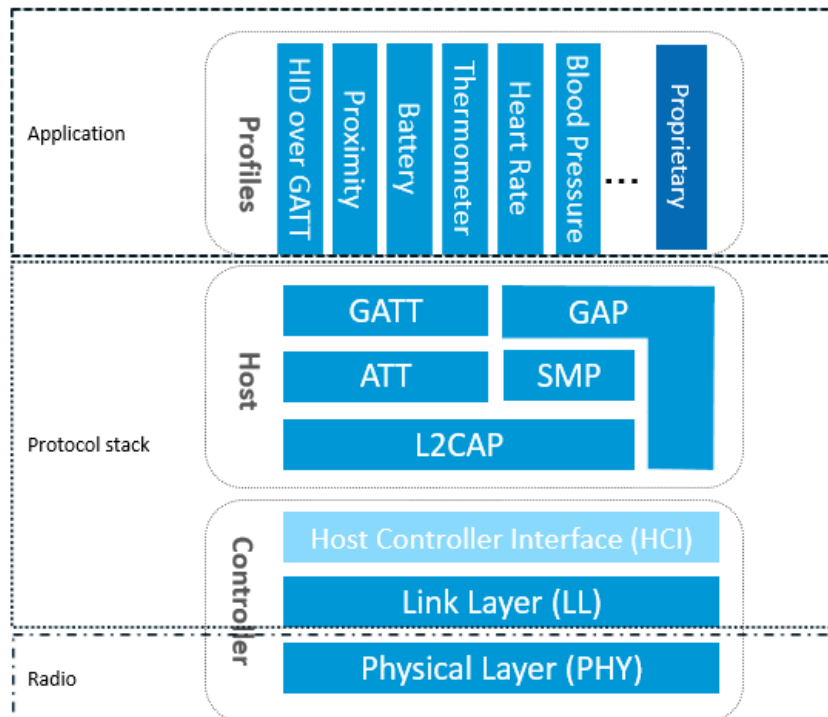 Application
Profiles
HID over GATT
Proximity
Battery
Thermometer
Heart Rate
Blood Pressure
...
Proprietary
Protocol stack
Host
GATT
GAP
ATT
SMP
L2CAP
Controller
Host Controller Interface (HCI)
Link Layer (LL)
Radio
Physical Layer (PHY)